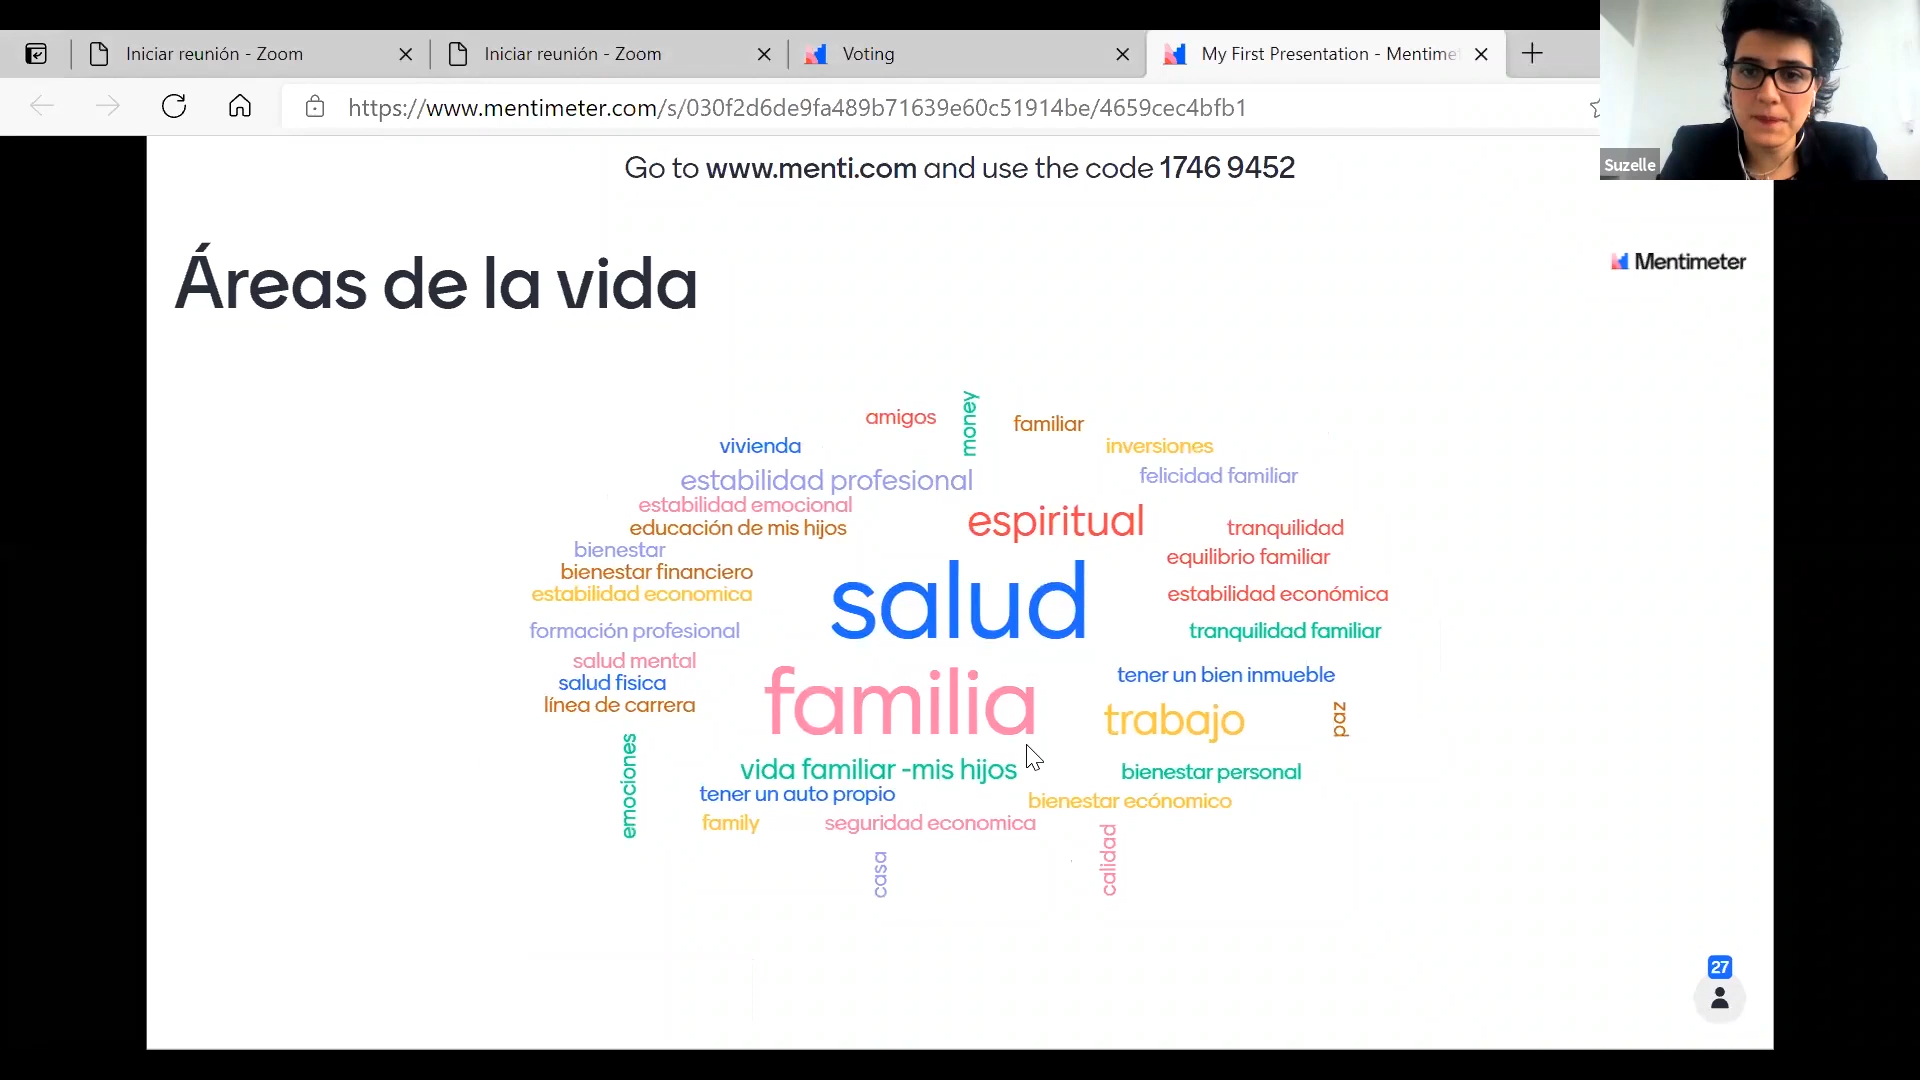 Iniciar reunión - Zoom
Iniciar reunión - Zoom
Voting
My First Presentation - Mentime
https://www.mentimeter.com/s/030f2d6de9fa489b71639e60c51914be/4659cec4bfb1
Suzelle
Go to www.menti.com and use the code 1746 9452
Mentimeter
Áreas de la vida
amigos
money
familiar
vivienda
inversiones
estabilidad profesional
felicidad familiar
estabilidad emocional
espiritual
educación de mis hijos
tranquilidad
bienestar
equilibrio familiar
bienestar financiero
salud
estabilidad economica
estabilidad económica
formación profesional
tranquilidad familiar
salud mental
tener un bien inmueble
salud fisica
línea de carrera
familia
trabajo
paz
emociones
vida familiar -mis hijos
bienestar personal
tener un auto propio
bienestar ecónomico
family
seguridad economica
casa
calidad
27